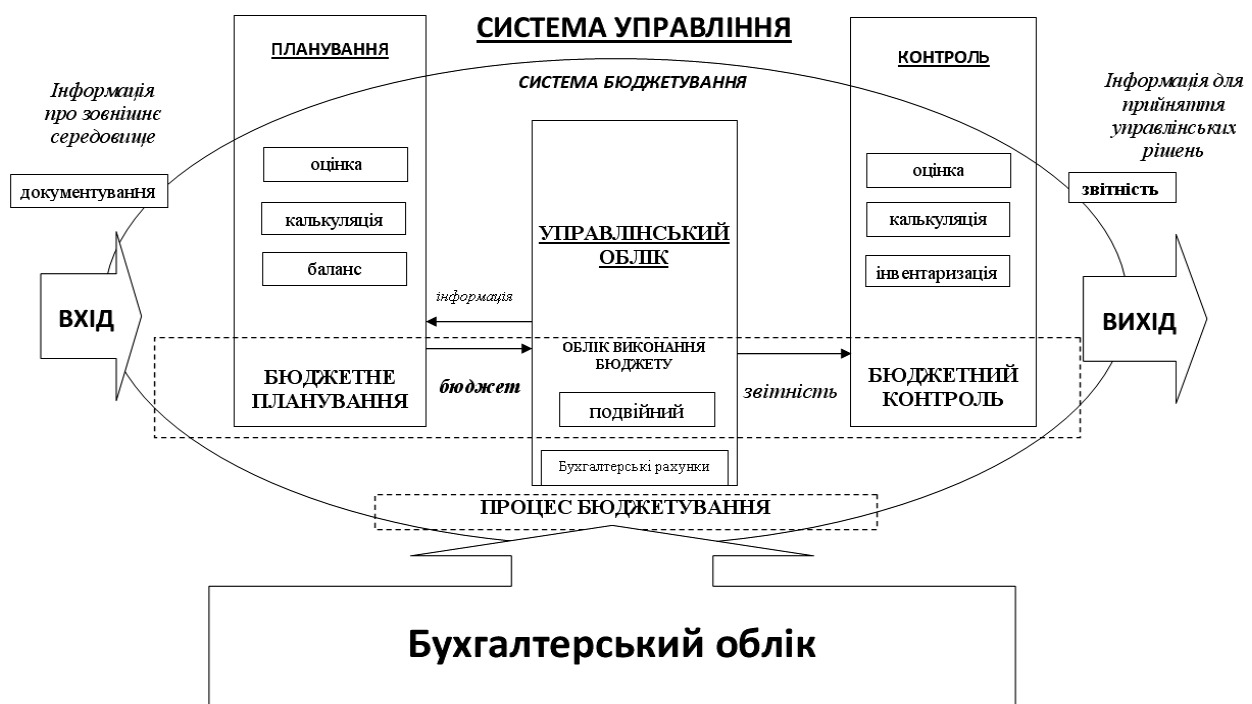 СИСТЕМА УПРАВЛІННЯ
ПЛАНУВАННЯ
КОНТРОЛЬ
СИСТЕМА БЮДЖЕТУВАННЯ
Інформація
про зовнішнє
середовище
Інформація для
прийняття
управлінських
рішень
документування
звітність
оцінка
калькуляція
баланс
УПРАВЛІНСЬКИЙ
ОБЛІК
оцінка
калькуляція
інвентаризація
ВХІД
ВИХІД
інформація
БЮДЖЕТНЕ
ПЛАНУВАННЯ
бюджет
ОБЛІК ВИКОНАННЯ
БЮДЖЕТУ
подвійний
звітність
БЮДЖЕТНИЙ
КОНТРОЛЬ
Бухгалтерські рахунки
ПРОЦЕС БЮДЖЕТУВАННЯ
Бухгалтерський облік